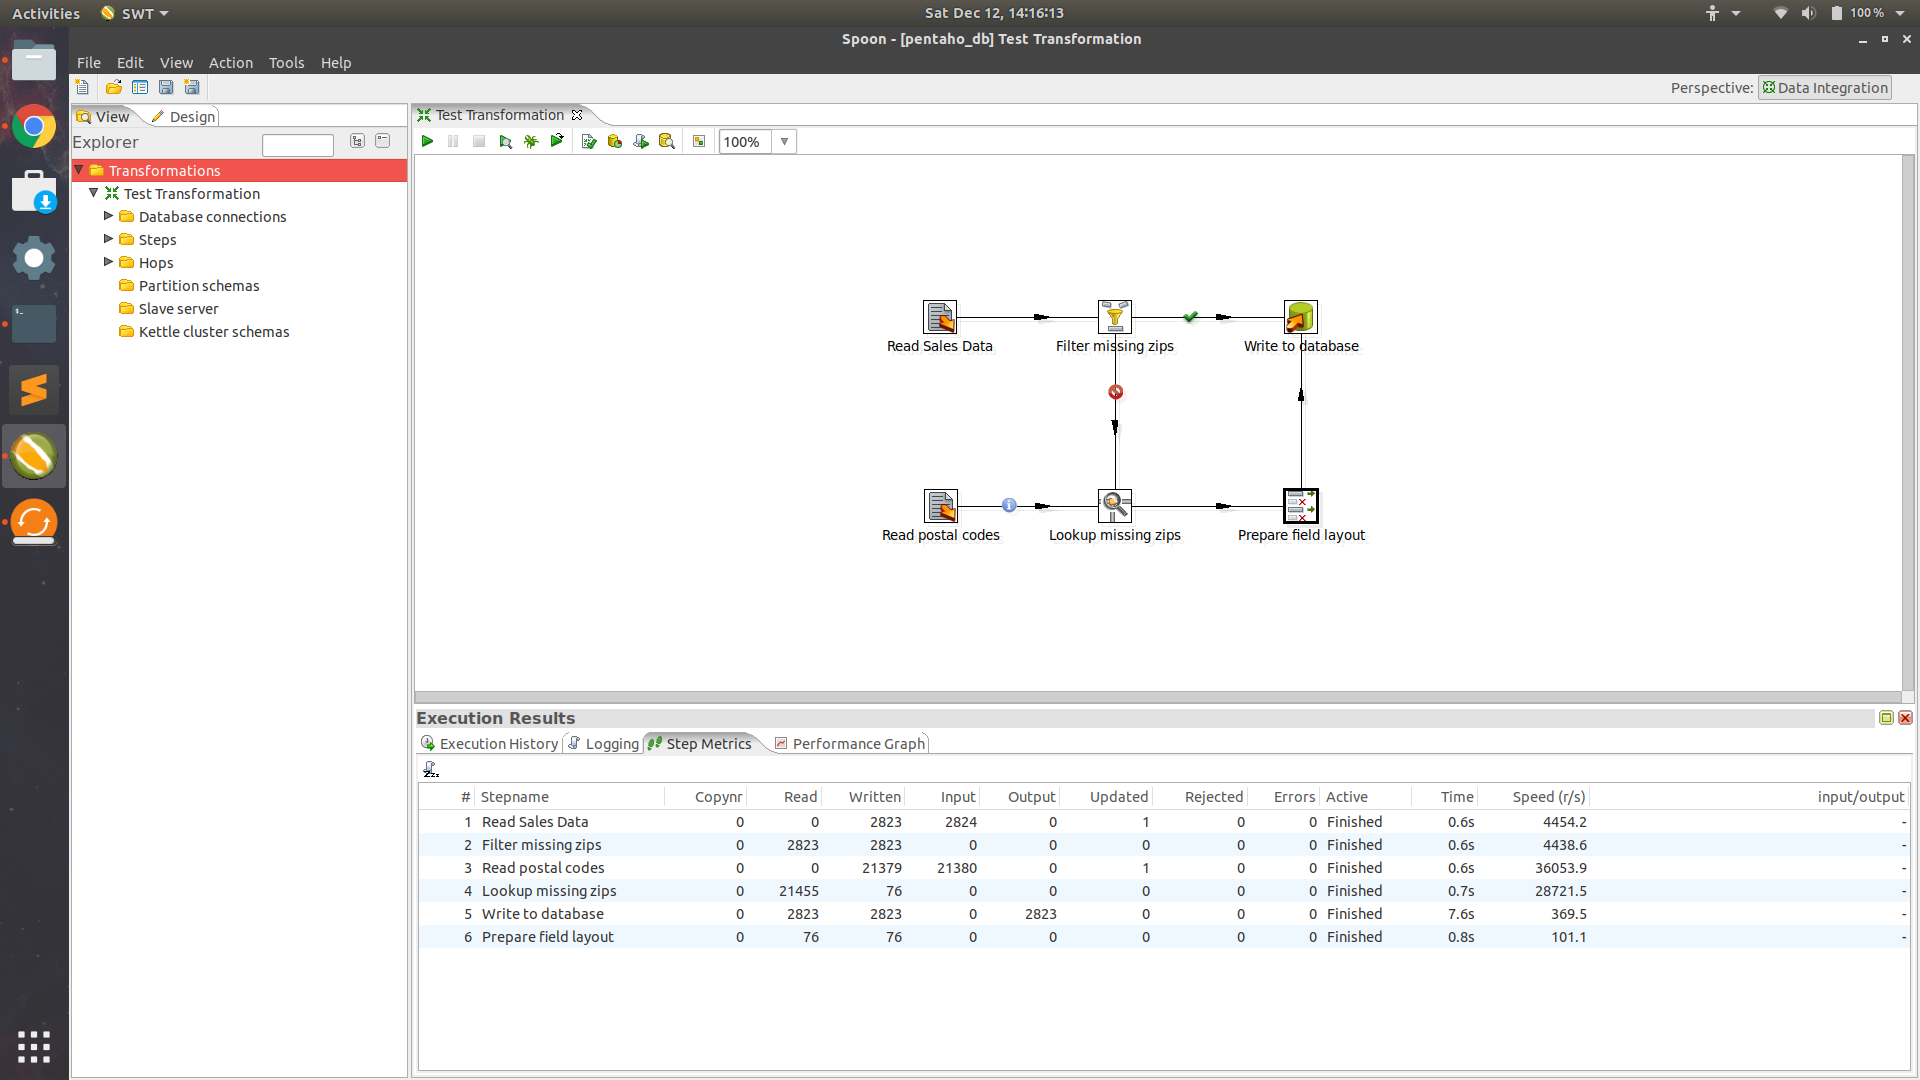 Activities SWT Sat Dec 12, 14:16:13 100%
Spoon - [pentaho_db] Test Transformation
File Edit View Action Tools Help
Perspective: Data Integration
View Design
Explorer
Transformations
Test Transformation
Database connections
Steps
Hops
Partition schemas
Slave server
Kettle cluster schemas
Test Transformation
100%
Read Sales Data Filter missing zips Write to database
Read postal codes Lookup missing zips Prepare field layout
Execution Results
Execution History Logging Step Metrics Performance Graph
# Stepname Copynr Read Written Input Output Updated Rejected Errors Active Time Speed (r/s) input/output
1 Read Sales Data 0 0 2823 2824 0 1 0 0 Finished 0.6s 4454.2 -
2 Filter missing zips 0 2823 2823 0 0 0 0 0 Finished 0.6s 4438.6 -
3 Read postal codes 0 0 21379 21380 0 1 0 0 Finished 0.6s 36053.9 -
4 Lookup missing zips 0 21455 76 0 0 0 0 0 Finished 0.7s 28721.5 -
5 Write to database 0 2823 2823 0 2823 0 0 0 Finished 7.6s 369.5 -
6 Prepare field layout 0 76 76 0 0 0 0 0 Finished 0.8s 101.1 -